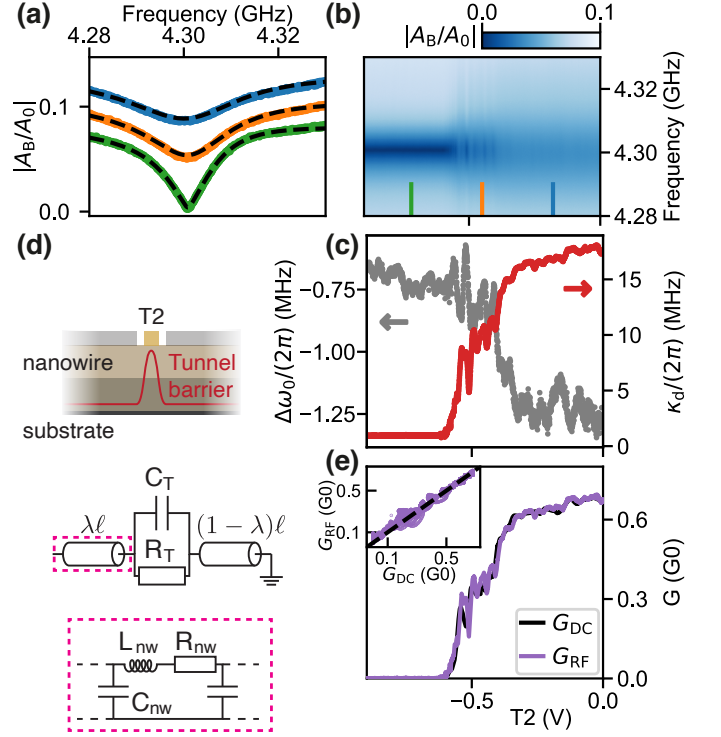 (a)
Frequency (GHz)
4.28 4.30 4.32
|A_B/A_0|
0.1
0.0
(b)
|A_B/A_0|
0.0 0.1
4.33
4.30
4.28
Frequency (GHz)
(d)
T2
nanowire
Tunnel
barrier
substrate
C_T
λℓ
(1 − λ)ℓ
R_T
L_nw R_nw
C_nw
(c)
Δω_0/(2π) (MHz)
−0.75
−1.00
−1.25
15
10
5
0
κ_d/(2π) (MHz)
(e)
G_RF (G0)
0.5
0.1
0.1 0.5
G_DC (G0)
0.6
0.3
0.0
G (G0)
G_DC
G_RF
−0.5 0.0
T2 (V)